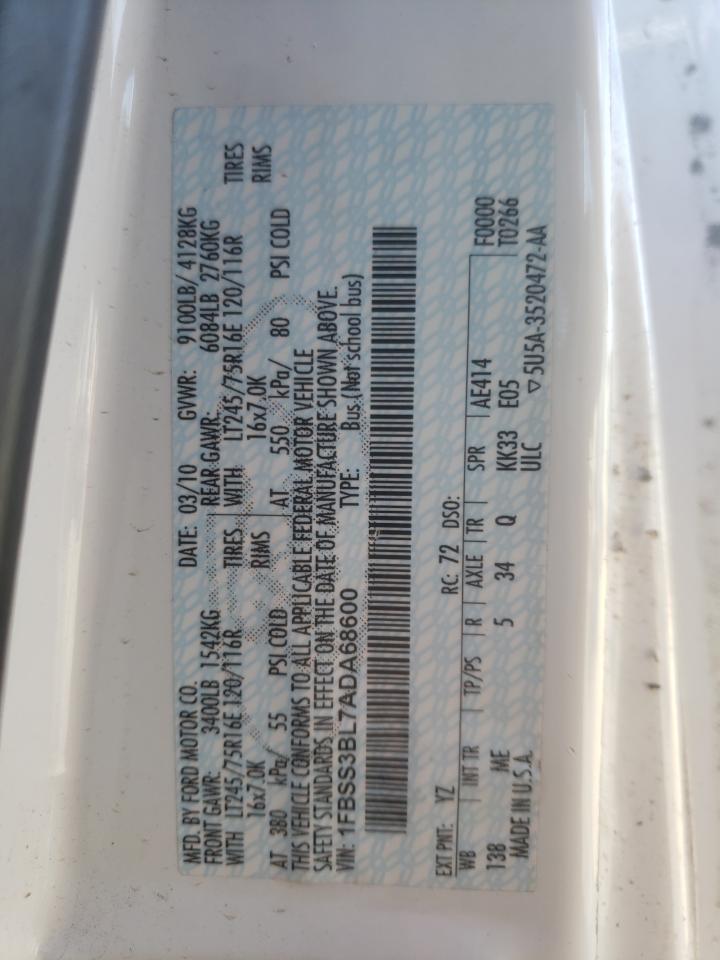 MFD. BY FORD MOTOR CO. DATE: 03/10 GVWR: 9100LB/ 4128KG
FRONT GAWR: 3400LB 1542KG REAR GAWR: 6084LB 2760KG
WITH LT245/75R16E 120/116R TIRES WITH LT245/75R16E 120/116R TIRES
16x7.0K RIMS 16x7.0K RIMS
AT 380 kPa/ 55 PSI COLD AT 550 kPa/ 80 PSI COLD
THIS VEHICLE CONFORMS TO ALL APPLICABLE FEDERAL MOTOR VEHICLE
SAFETY STANDARDS IN EFFECT ON THE DATE OF MANUFACTURE SHOWN ABOVE.
VIN: 1FBSS3BL7ADA68600 TYPE: Bus (Not school bus)
EXT PNT: YZ RC: 72 DSO:
WB INT TR TP/PS R AXLE TR SPR AE414 F0000
138 ME 5 34 Q KK33 E05 T0266
MADE IN U.S.A. ULC ▽5U5A-3520472-AA